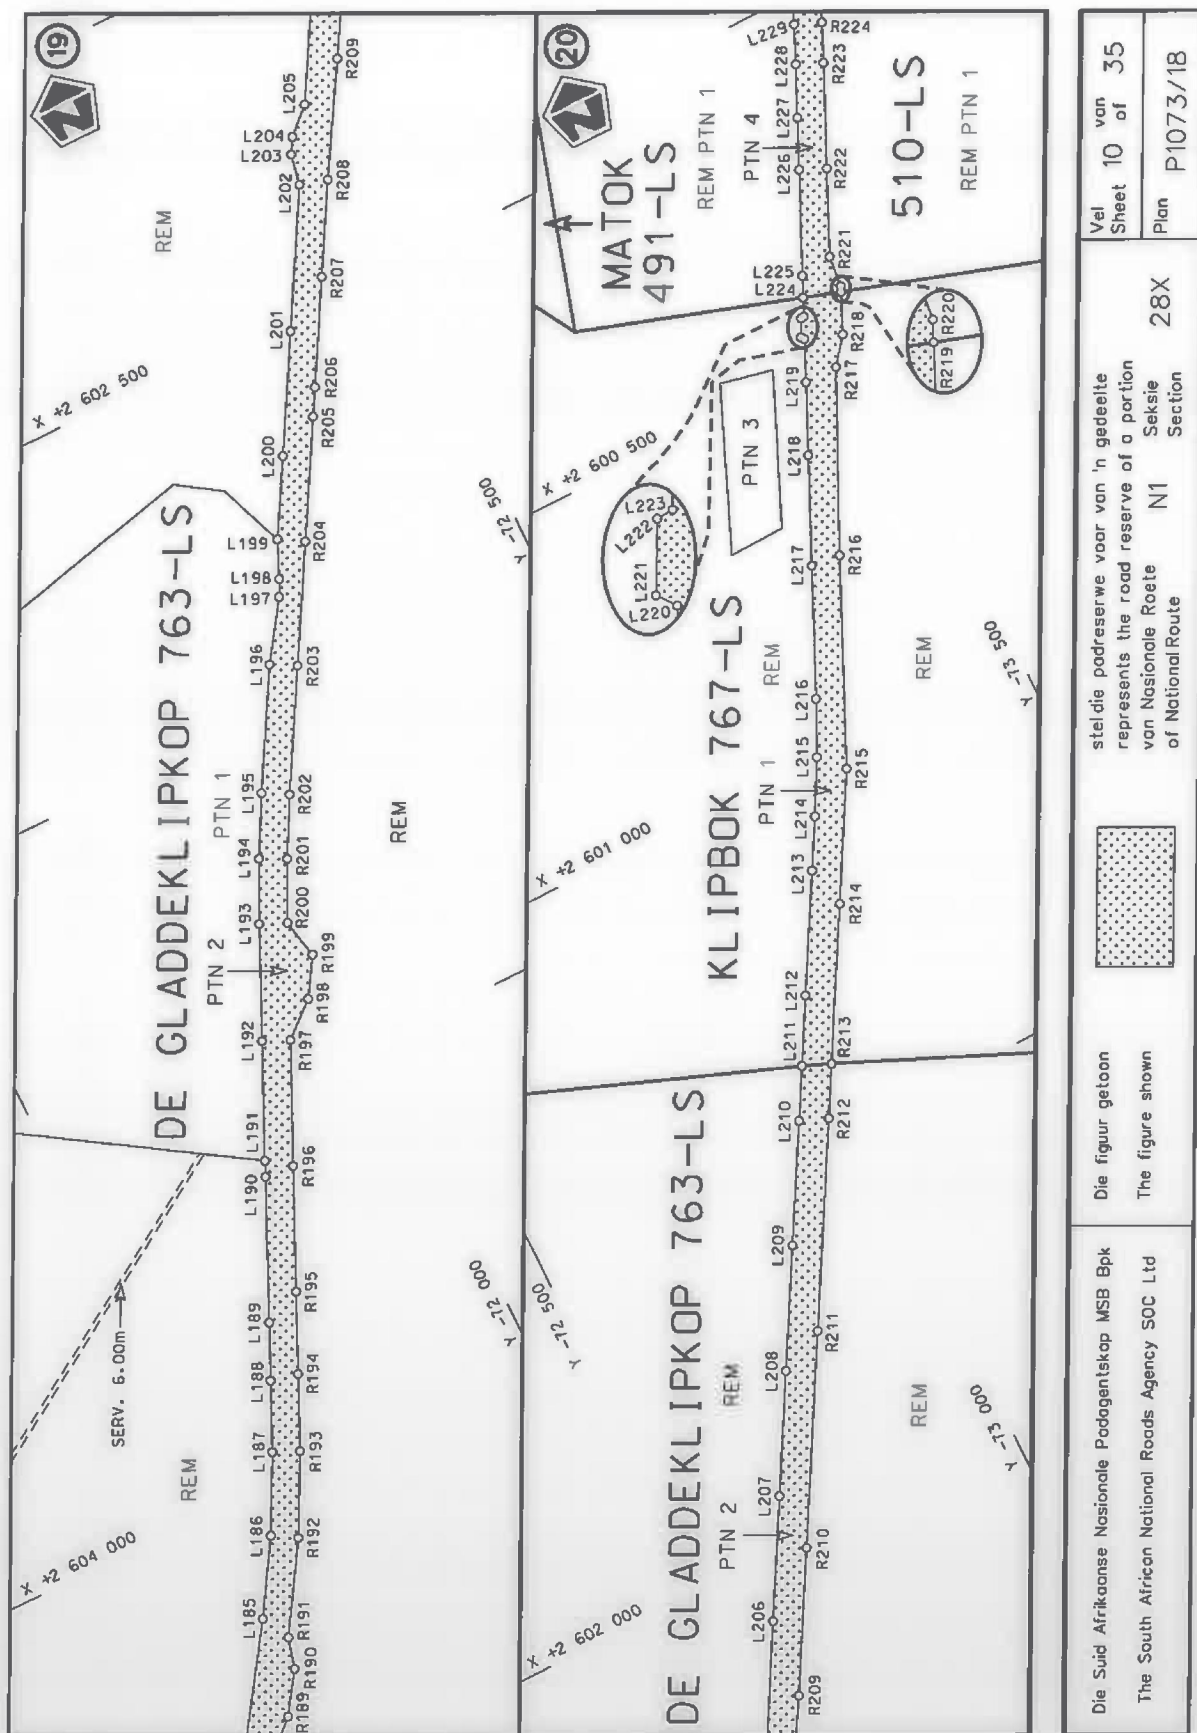 19
DE GLADDEKLIPKOP 763-LS
SERV. 6.00m
REM
REM
REM
PTN 2
PTN 1
X +2 604 000
X +2 602 500
Y -72 000
Y -72 500
L185
L186
L187
L188
L189
L190
L191
L192
L193
L194
L195
L196
L197
L198
L199
L200
L201
L202
L203
L204
L205
R189
R190
R191
R192
R193
R194
R195
R196
R197
R198
R199
R200
R201
R202
R203
R204
R205
R206
R207
R208
R209
20
DE GLADDEKLIPKOP 763-LS
PTN 2
REM
REM
KLIPBOK 767-LS
PTN 1
REM
REM
PTN 3
MATOK
491-LS
REM PTN 1
PTN 4
510-LS
REM PTN 1
X +2 602 000
X +2 601 000
X +2 600 500
Y -72 500
Y -73 000
Y -73 500
L206
L207
L208
L209
L210
L211
L212
L213
L214
L215
L216
L217
L218
L219
L220
L221
L222
L223
L224
L225
L226
L227
L228
L229
R209
R210
R211
R212
R213
R214
R215
R216
R217
R218
R219
R220
R221
R222
R223
R224
Die Suid Afrikaanse Nasionale Padagentskap MSB Bpk
The South African National Roads Agency SOC Ltd
Die figuur getoon
The figure shown
stel die padreserwe voor van 'n gedeelte
represents the road reserve of a portion
van Nasionale Roete N1 Seksie 28X
of National Route Section
Vel
Sheet 10 van of 35
Plan P1073/18